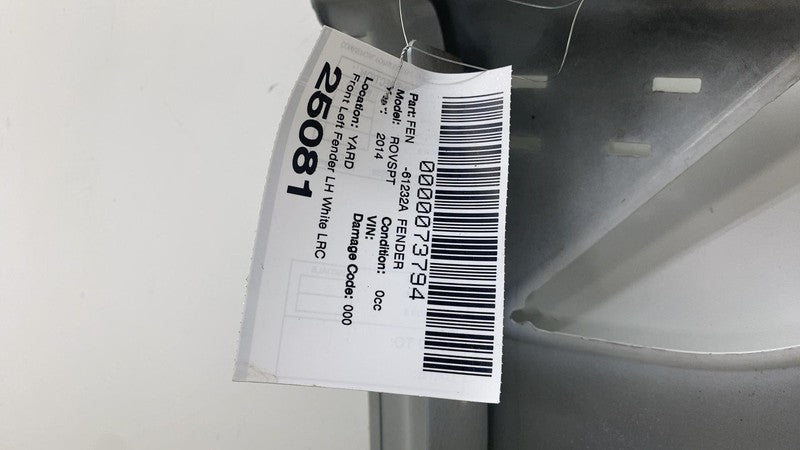 0000073794
Part: FEN -61232A FENDER
Model: ROVSPT Condition: 0cc
2014 VIN:
Location: YARD Damage Code: 000
Front Left Fender LH White LRC
25081